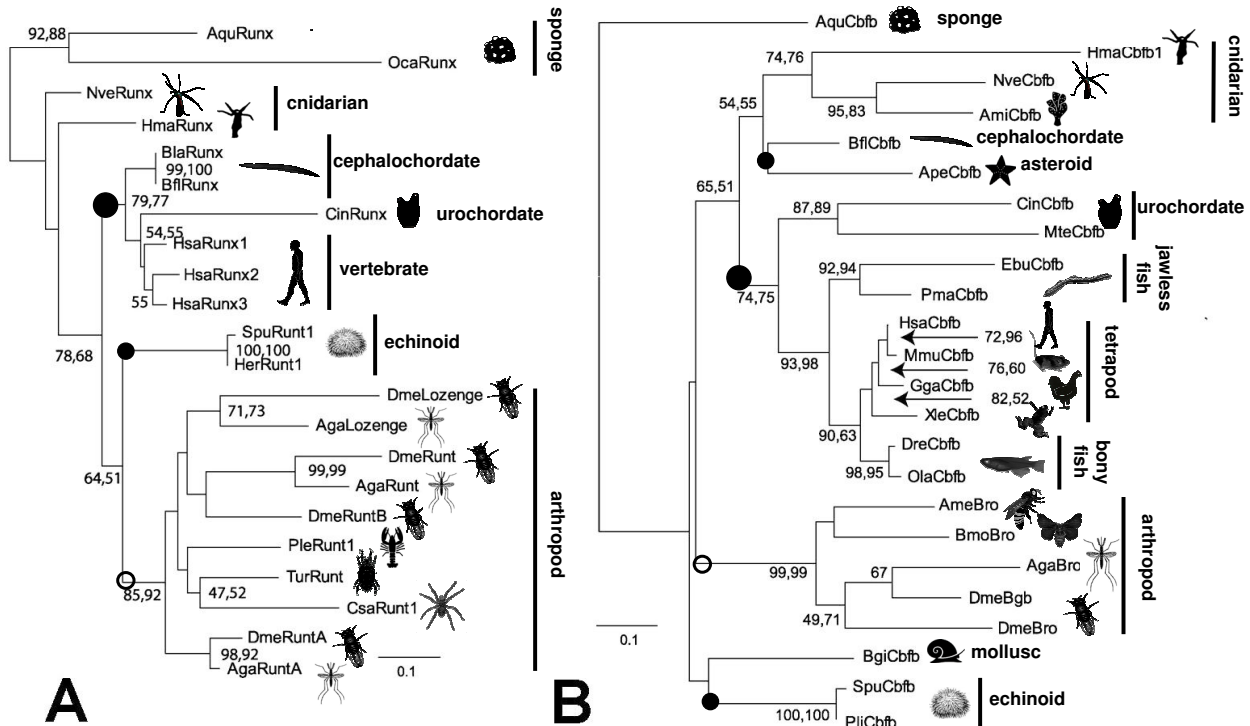 92,88
AquRunx
OcaRunx
sponge
NveRunx
HmaRunx
cnidarian
BlaRunx
99,100
BflRunx
cephalochordate
79,77
CinRunx
urochordate
54,55
HsaRunx1
HsaRunx2
55
HsaRunx3
vertebrate
78,68
SpuRunt1
100,100
HerRunt1
echinoid
DmeLozenge
71,73
AgaLozenge
DmeRunt
99,99
AgaRunt
DmeRuntB
64,51
PleRunt1
TurRunt
47,52
CsaRunt1
85,92
DmeRuntA
98,92
AgaRuntA
arthropod
0.1
A
AquCbfb
sponge
74,76
HmaCbfb1
NveCbfb
95,83
AmiCbfb
cnidarian
54,55
BflCbfb
cephalochordate
ApeCbfb
asteroid
65,51
87,89
CinCbfb
MteCbfb
urochordate
74,75
92,94
EbuCbfb
PmaCbfb
jawless
fish
HsaCbfb
72,96
MmuCbfb
76,60
GgaCbfb
82,52
XleCbfb
tetrapod
93,98
90,63
DreCbfb
98,95
OlaCbfb
bony
fish
AmeBro
BmoBro
99,99
AgaBro
67
DmeBgb
49,71
DmeBro
arthropod
0.1
BgiCbfb
mollusc
SpuCbfb
100,100
PliCbfb
echinoid
B